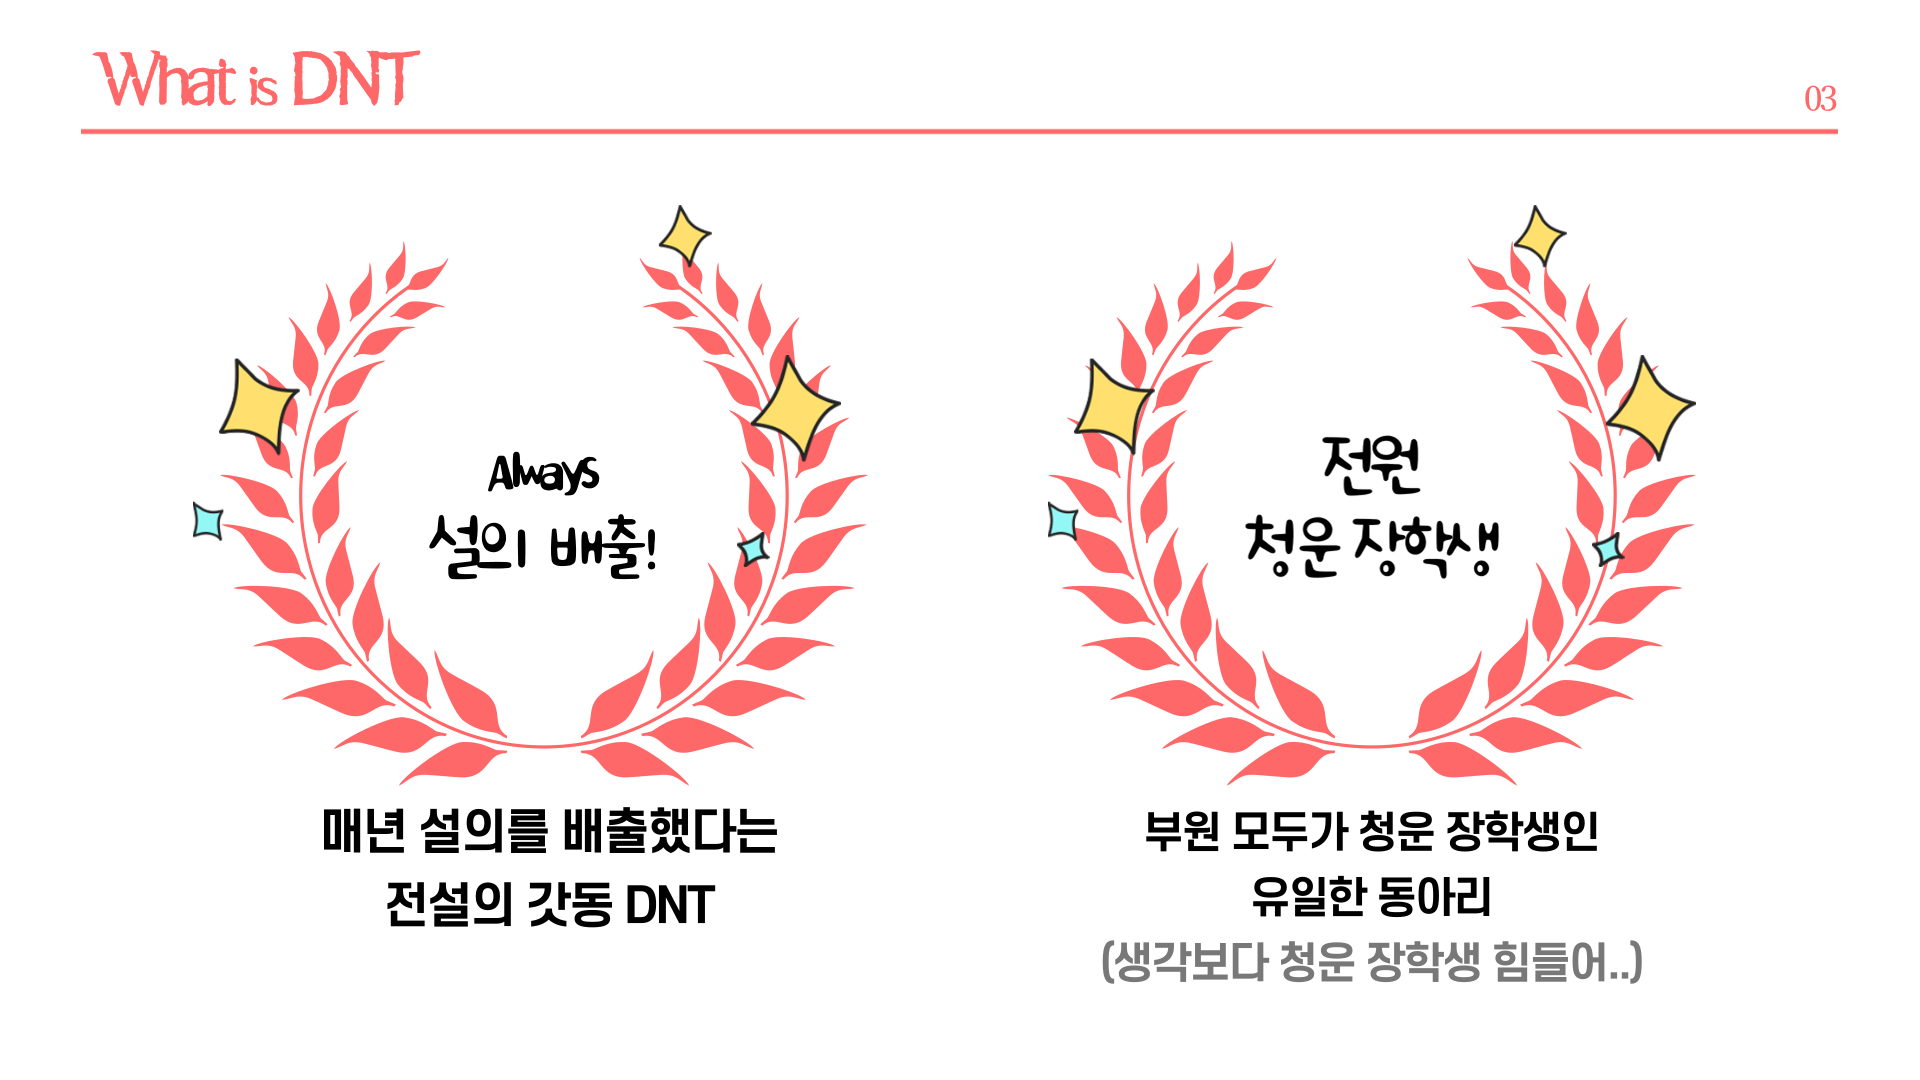 What is DNT
03
Always
설의 배출!
전원
청운 장학생
매년 설의를 배출했다는
전설의 갓동 DNT
부원 모두가 청운 장학생인
유일한 동아리
(생각보다 청운 장학생 힘들어..)